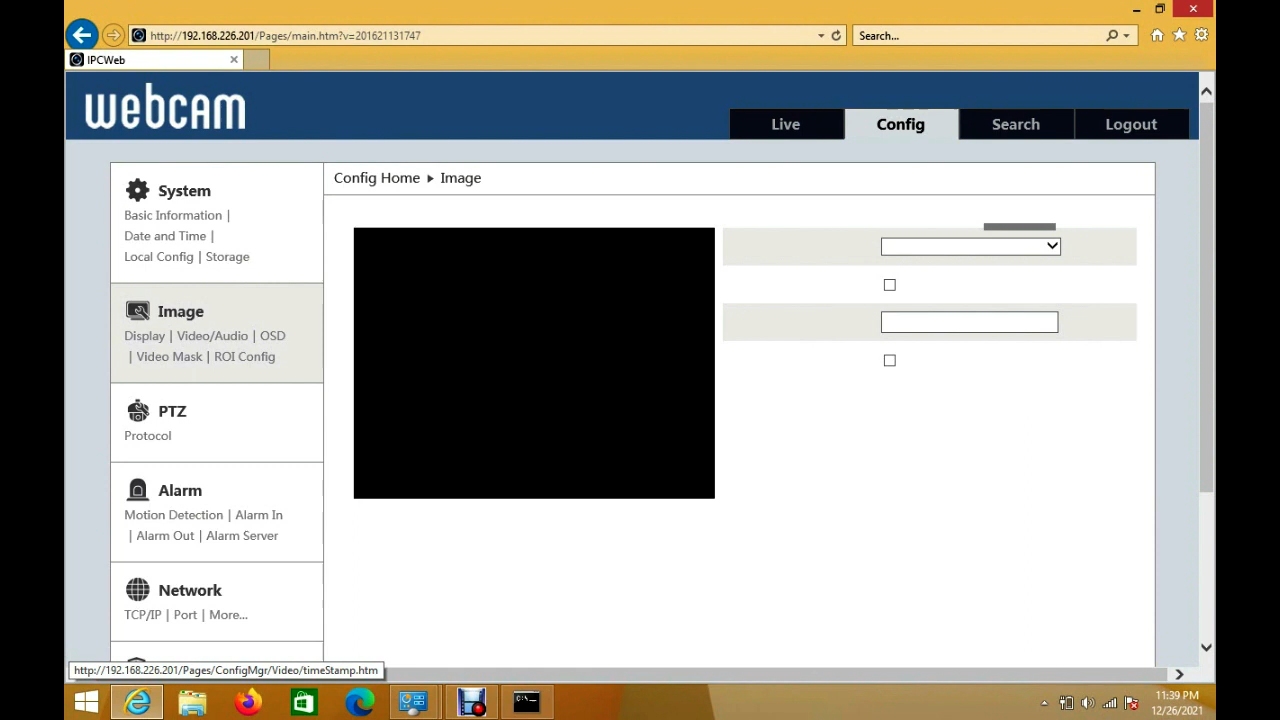 http://192.168.226.201/Pages/main.htm?v=201621131747
Search...
IPCWeb
webcam
Live
Config
Search
Logout
Config Home ▸ Image
System
Basic Information |
Date and Time |
Local Config | Storage
Image
Display | Video/Audio | OSD
| Video Mask | ROI Config
PTZ
Protocol
Alarm
Motion Detection | Alarm In
| Alarm Out | Alarm Server
Network
TCP/IP | Port | More...
http://192.168.226.201/Pages/ConfigMgr/Video/timeStamp.htm
C:\_
11:39 PM
12/26/2021